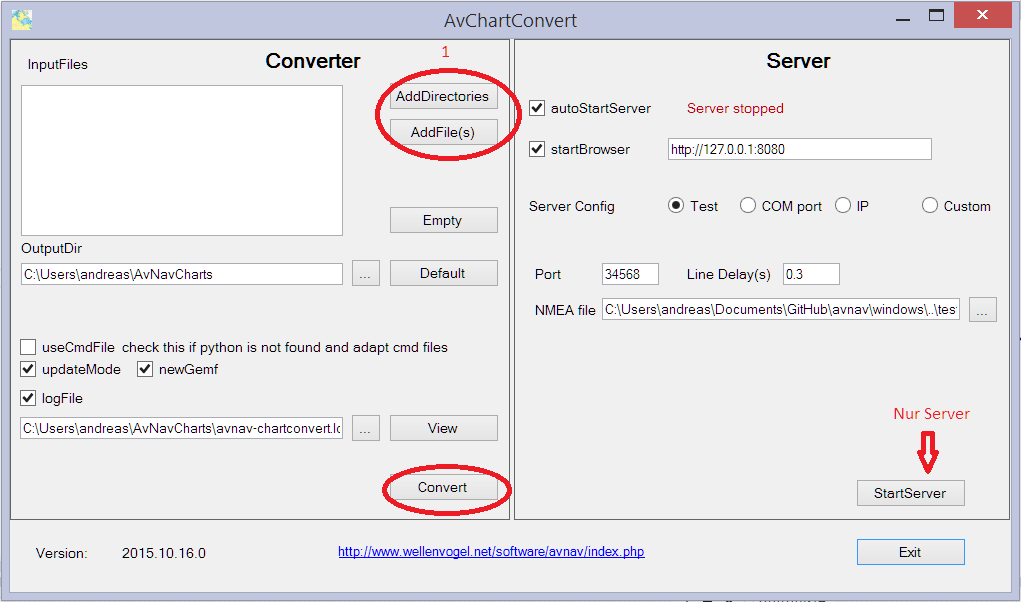 AvChartConvert
InputFiles
Converter
1
AddDirectories
AddFile(s)
Empty
OutputDir
C:\Users\andreas\AvNavCharts
...
Default
useCmdFile check this if python is not found and adapt cmd files
updateMode
newGemf
logFile
C:\Users\andreas\AvNavCharts\avnav-chartconvert.lo
...
View
Convert
Server
autoStartServer
Server stopped
startBrowser
http://127.0.0.1:8080
Server Config
Test
COM port
IP
Custom
Port
34568
Line Delay(s)
0.3
NMEA file
C:\Users\andreas\Documents\GitHub\avnav\windows\..\tes
...
Nur Server
StartServer
Version:
2015.10.16.0
http://www.wellenvogel.net/software/avnav/index.php
Exit